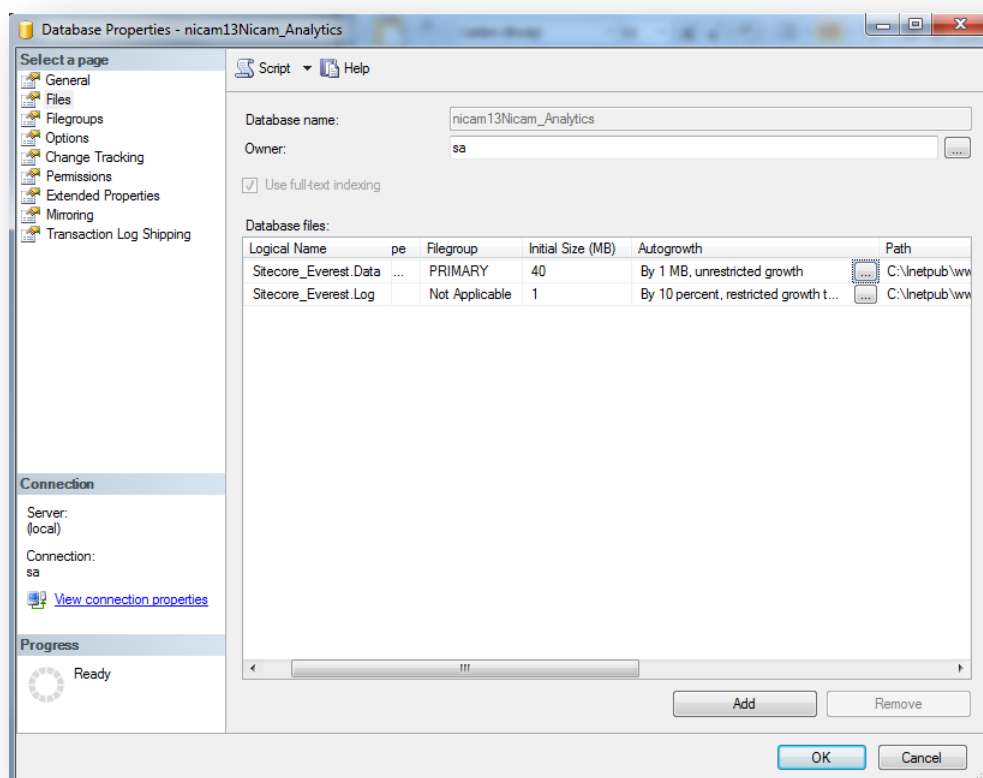 Database Properties - nicam13Nicam_Analytics
Select a page
General
Files
Filegroups
Options
Change Tracking
Permissions
Extended Properties
Mirroring
Transaction Log Shipping
Connection
Server:
(local)
Connection:
sa
View connection properties
Progress
Ready
Script Help
Database name: nicam13Nicam_Analytics
Owner: sa ...
Use full-text indexing
Database files:
Logical Name pe Filegroup Initial Size (MB) Autogrowth Path
Sitecore_Everest.Data ... PRIMARY 40 By 1 MB, unrestricted growth ... C:\Inetpub\ww
Sitecore_Everest.Log Not Applicable 1 By 10 percent, restricted growth t... ... C:\Inetpub\ww
Add Remove
OK Cancel